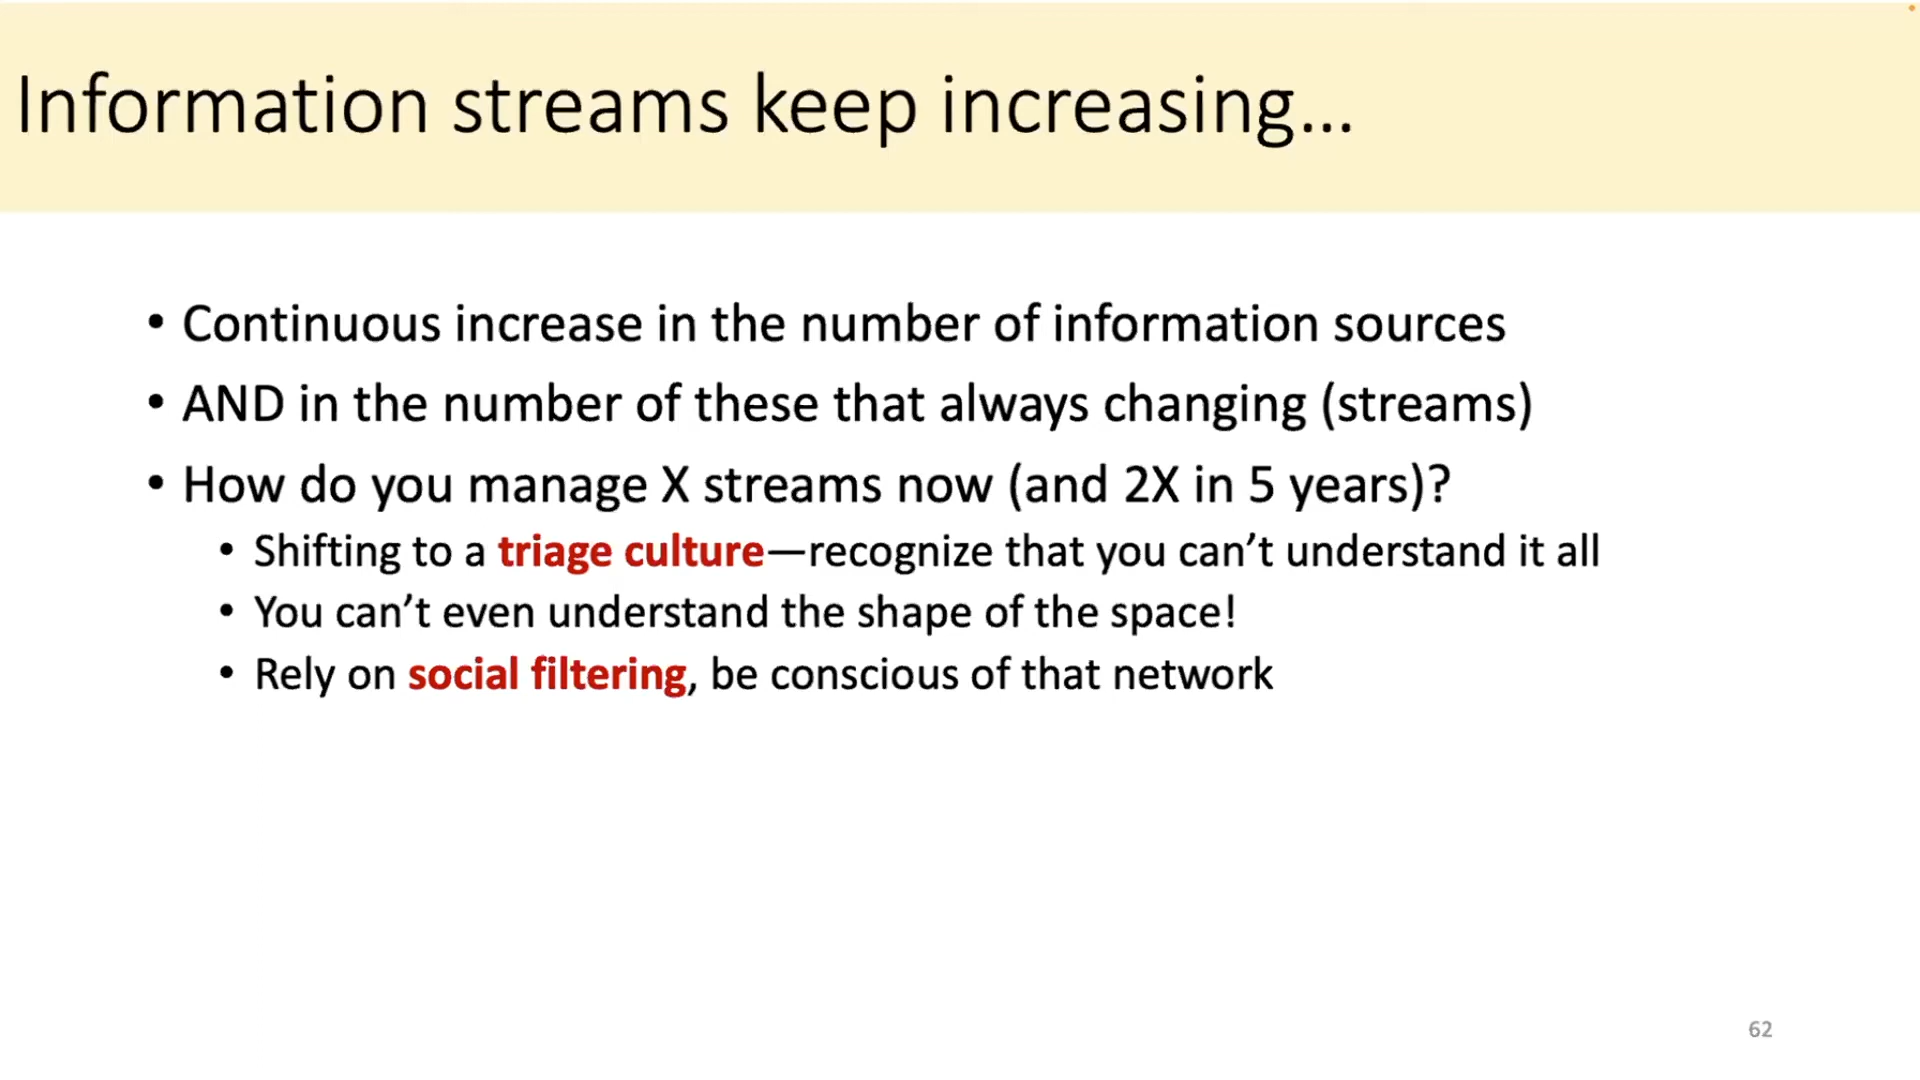 Information streams keep increasing...
• Continuous increase in the number of information sources
• AND in the number of these that always changing (streams)
• How do you manage X streams now (and 2X in 5 years)?
• Shifting to a triage culture—recognize that you can’t understand it all
• You can’t even understand the shape of the space!
• Rely on social filtering, be conscious of that network
62